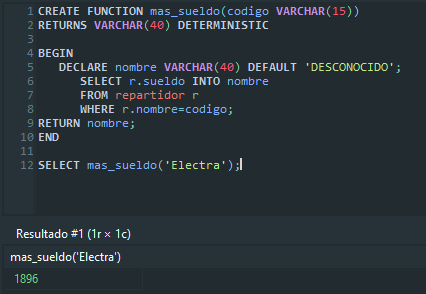 1 CREATE FUNCTION mas_sueldo(codigo VARCHAR(15))
2 RETURNS VARCHAR(40) DETERMINISTIC
3
4 BEGIN
5 DECLARE nombre VARCHAR(40) DEFAULT 'DESCONOCIDO';
6 SELECT r.sueldo INTO nombre
7 FROM repartidor r
8 WHERE r.nombre=codigo;
9 RETURN nombre;
10 END
11
12 SELECT mas_sueldo('Electra');
Resultado #1 (1r × 1c)
mas_sueldo('Electra')
1896